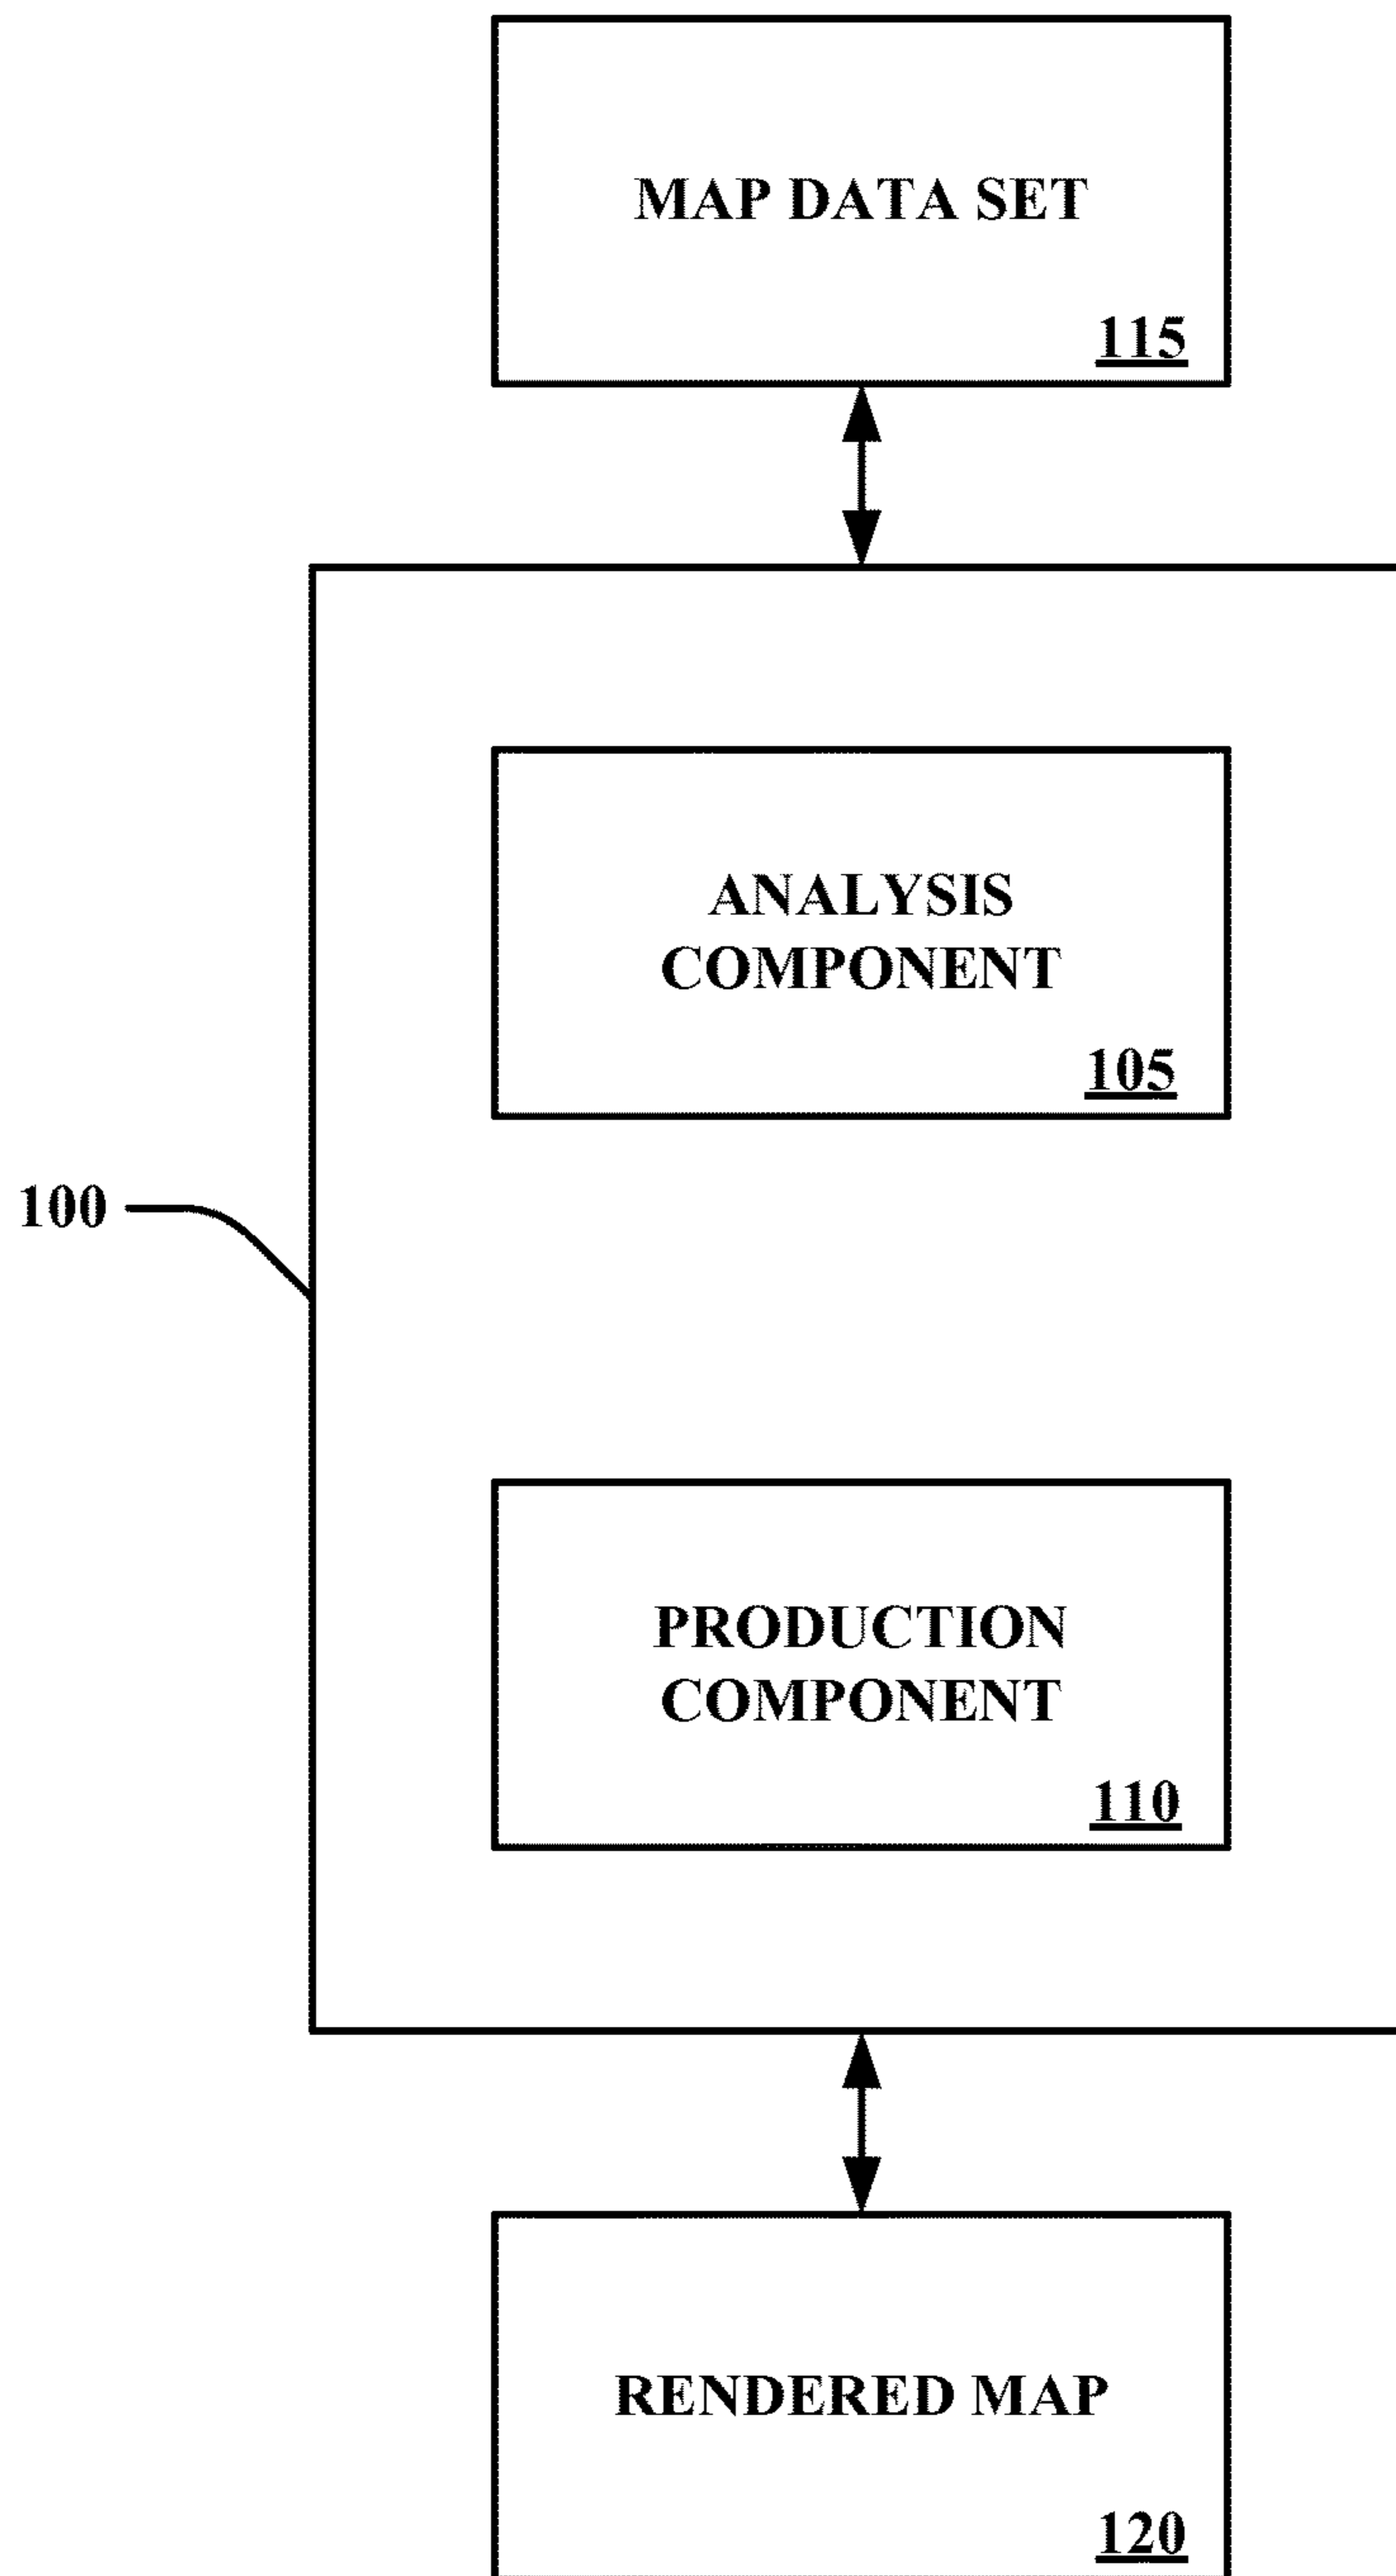 MAP DATA SET
115
ANALYSIS
COMPONENT
105
100
PRODUCTION
COMPONENT
110
RENDERED MAP
120